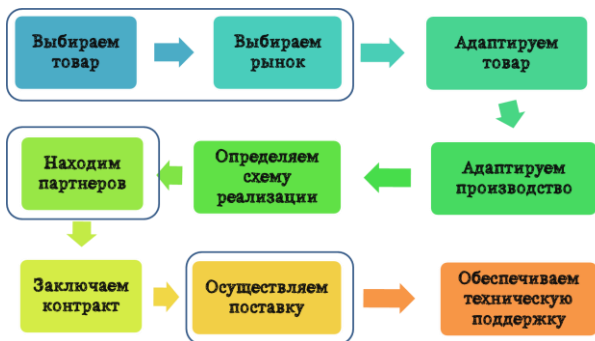 Выбираем
товар
Выбираем
рынок
Адаптируем
товар
Адаптируем
производство
Определяем
схему
реализации
Находим
партнеров
Заключаем
контракт
Осуществляем
поставку
Обеспечиваем
техническую
поддержку